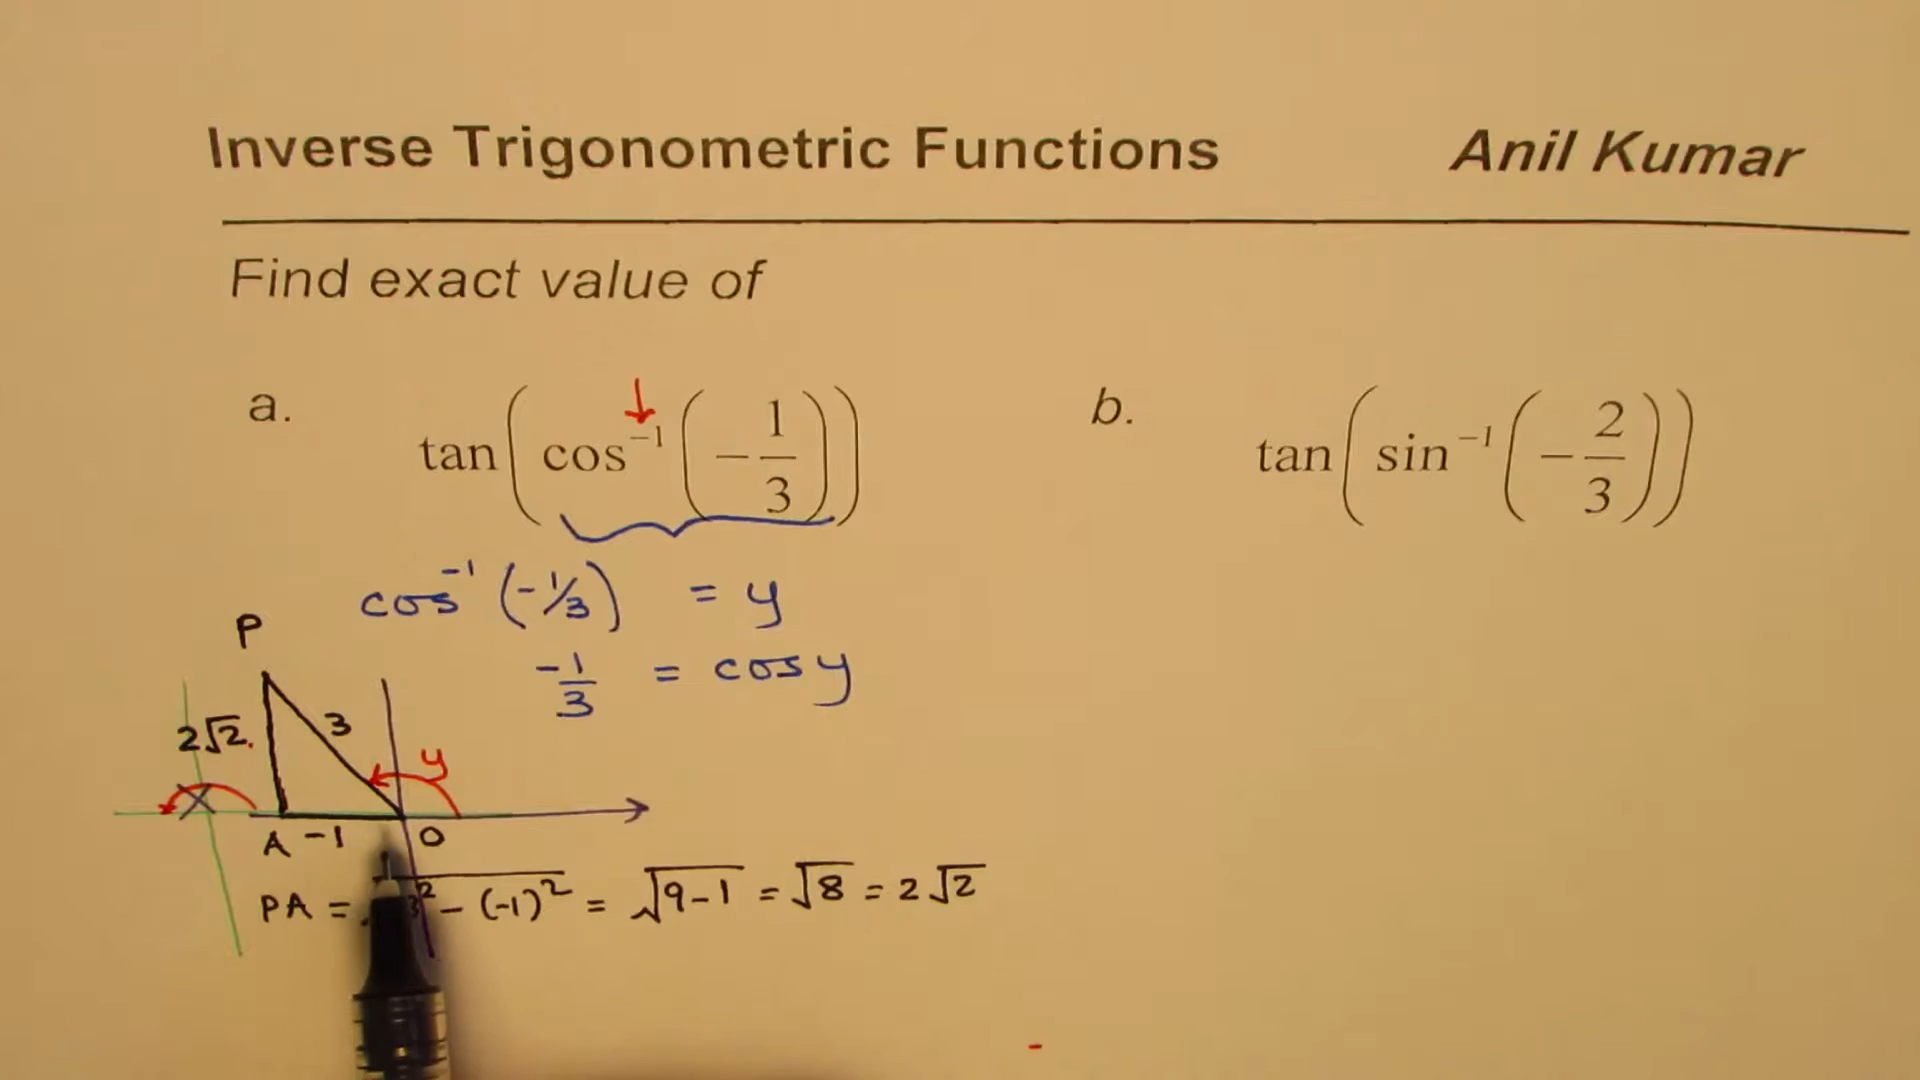 Inverse Trigonometric Functions Anil Kumar
Find exact value of
a. tan(cos⁻¹(-1/3)) b. tan(sin⁻¹(-2/3))
cos⁻¹(-1/3) = y
P
-1/3 = cos y
2√2. 3 y
A -1 O
PA = 3² - (-1)² = √9-1 = √8 = 2√2